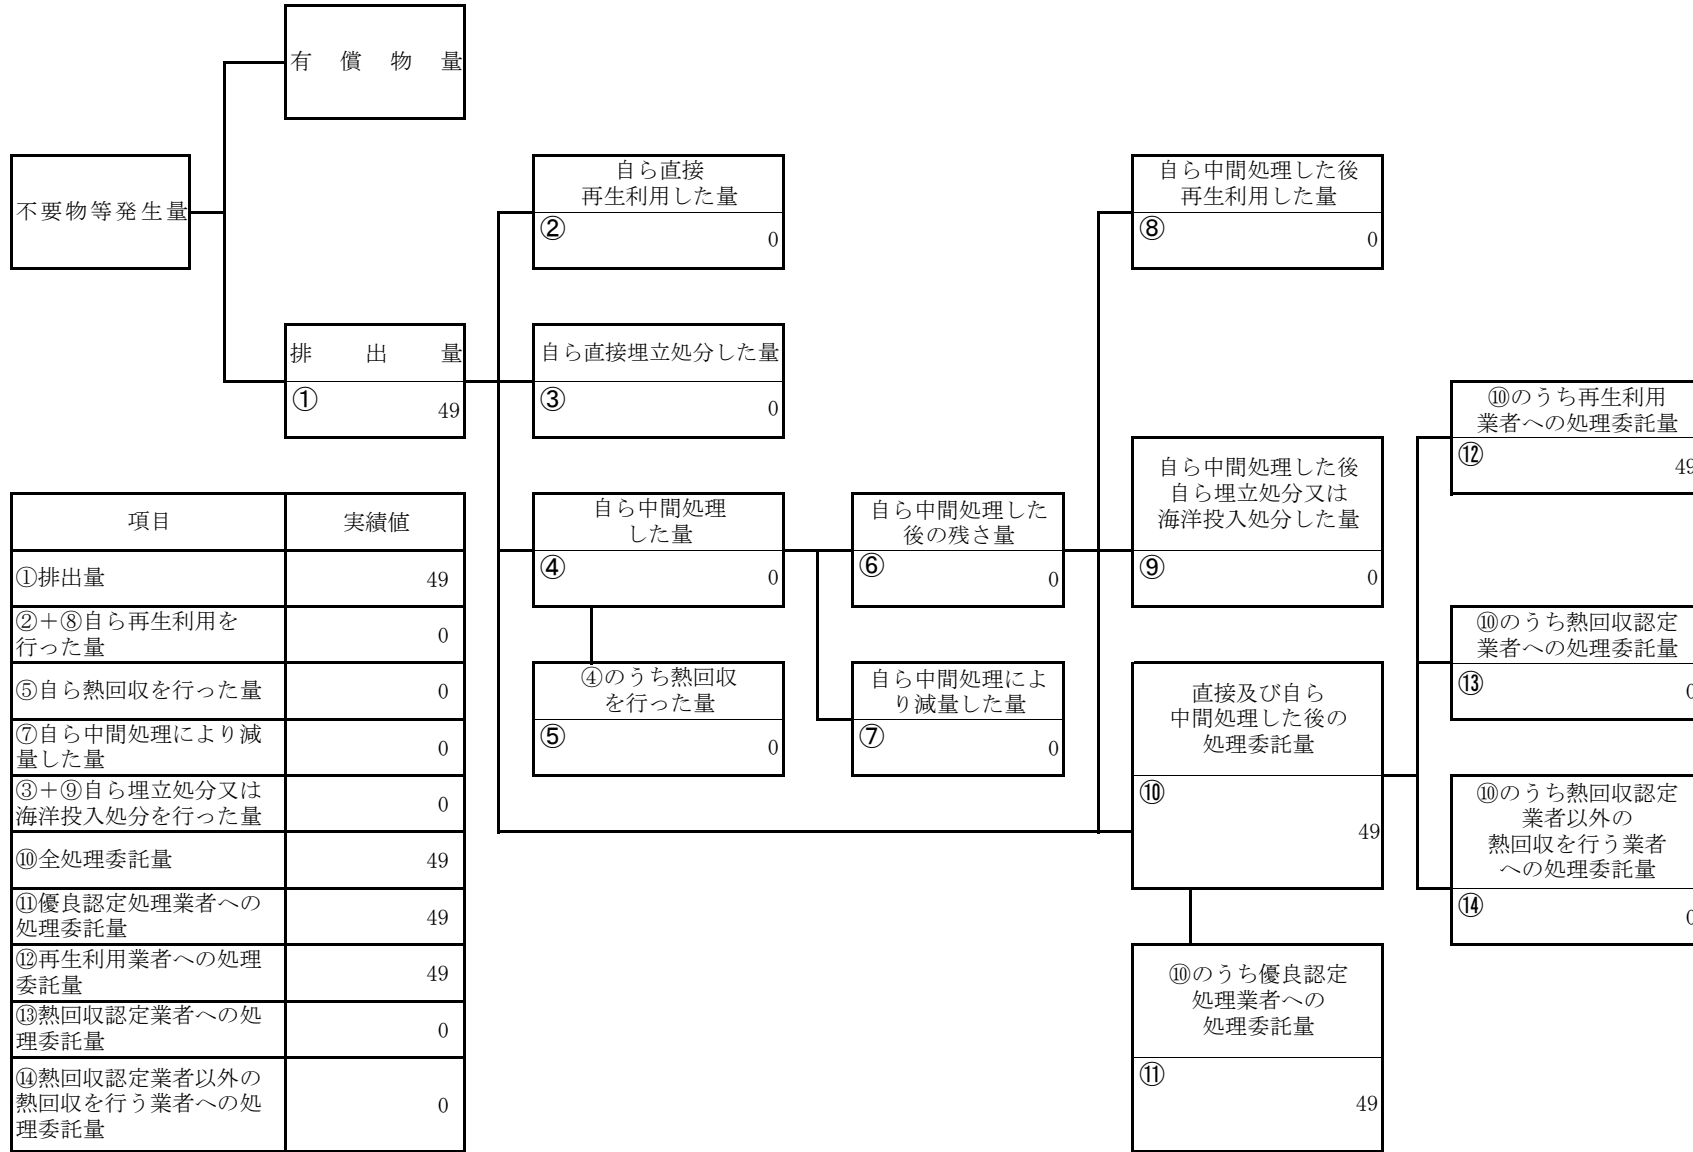 有償物量
不要物等発生量
自ら直接
再生利用した量
②
0
自ら中間処理した後
再生利用した量
⑧
0
排出量
①
49
自ら直接埋立処分した量
③
0
⑩のうち再生利用
業者への処理委託量
⑫
49
自ら中間処理
した量
④
0
自ら中間処理した
後の残さ量
⑥
0
自ら中間処理した後
自ら埋立処分又は
海洋投入処分した量
⑨
0
⑩のうち熱回収認定
業者への処理委託量
⑬
0
④のうち熱回収
を行った量
⑤
0
自ら中間処理によ
り減量した量
⑦
0
直接及び自ら
中間処理した後の
処理委託量
⑩
49
⑩のうち熱回収認定
業者以外の
熱回収を行う業者
への処理委託量
⑭
0
⑩のうち優良認定
処理業者への
処理委託量
⑪
49
項目 実績値
①排出量 49
②+⑧自ら再生利用を
行った量 0
⑤自ら熱回収を行った量 0
⑦自ら中間処理により減
量した量 0
③+⑨自ら埋立処分又は
海洋投入処分を行った量 0
⑩全処理委託量 49
⑪優良認定処理業者への
処理委託量 49
⑫再生利用業者への処理
委託量 49
⑬熱回収認定業者への処
理委託量 0
⑭熱回収認定業者以外の
熱回収を行う業者への処
理委託量 0